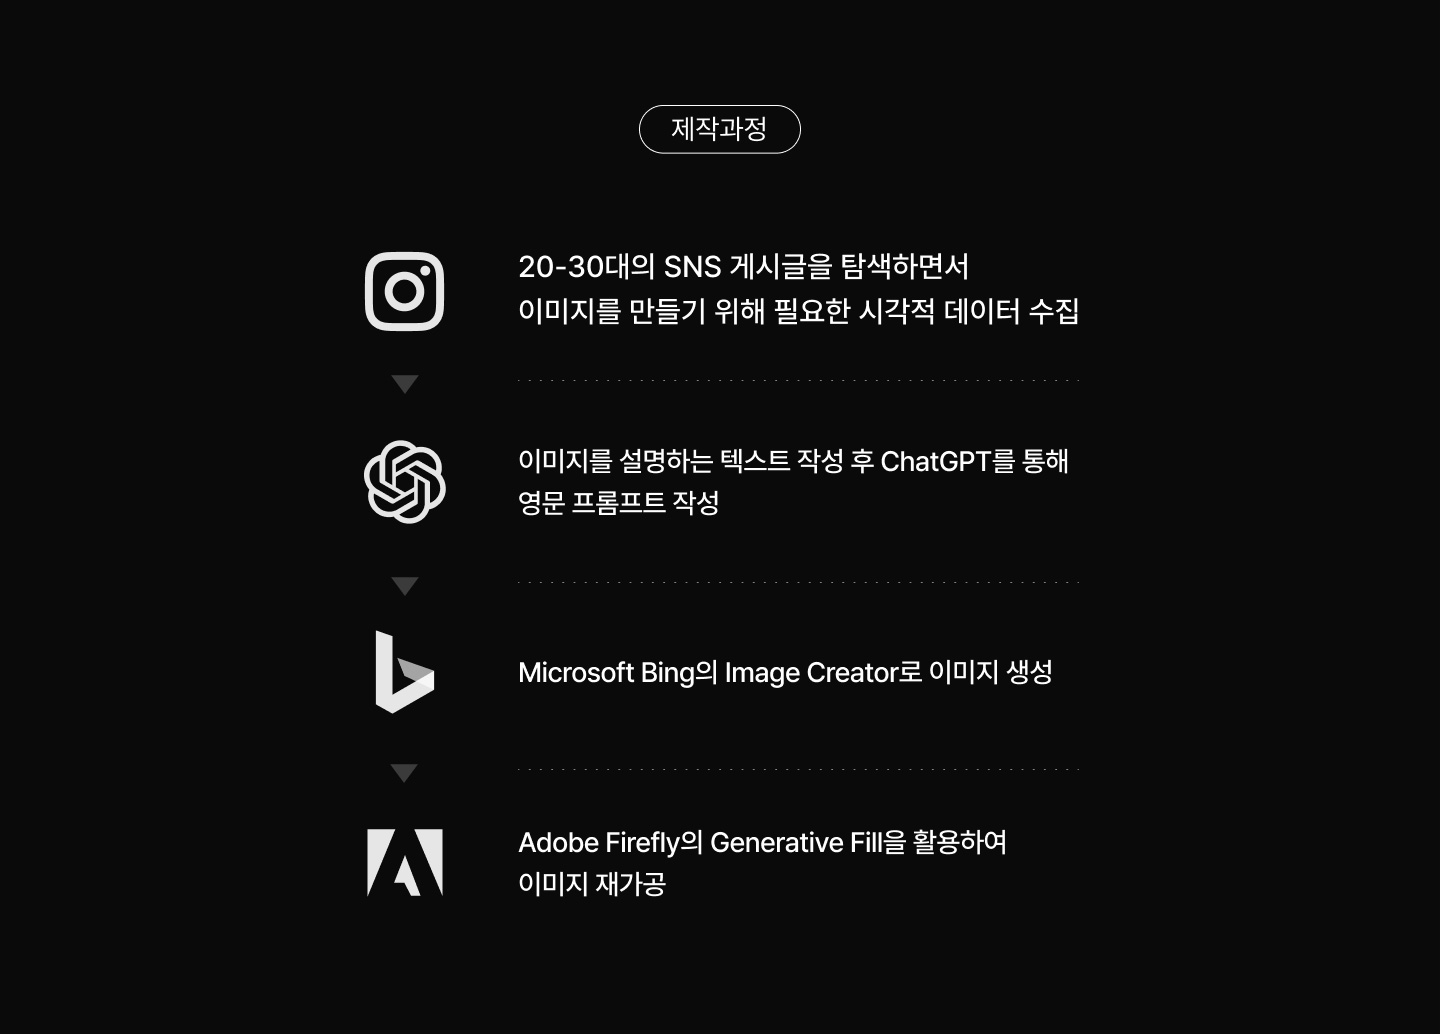 제작과정
20-30대의 SNS 게시글을 탐색하면서
이미지를 만들기 위해 필요한 시각적 데이터 수집
이미지를 설명하는 텍스트 작성 후 ChatGPT를 통해
영문 프롬프트 작성
Microsoft Bing의 Image Creator로 이미지 생성
Adobe Firefly의 Generative Fill을 활용하여
이미지 재가공